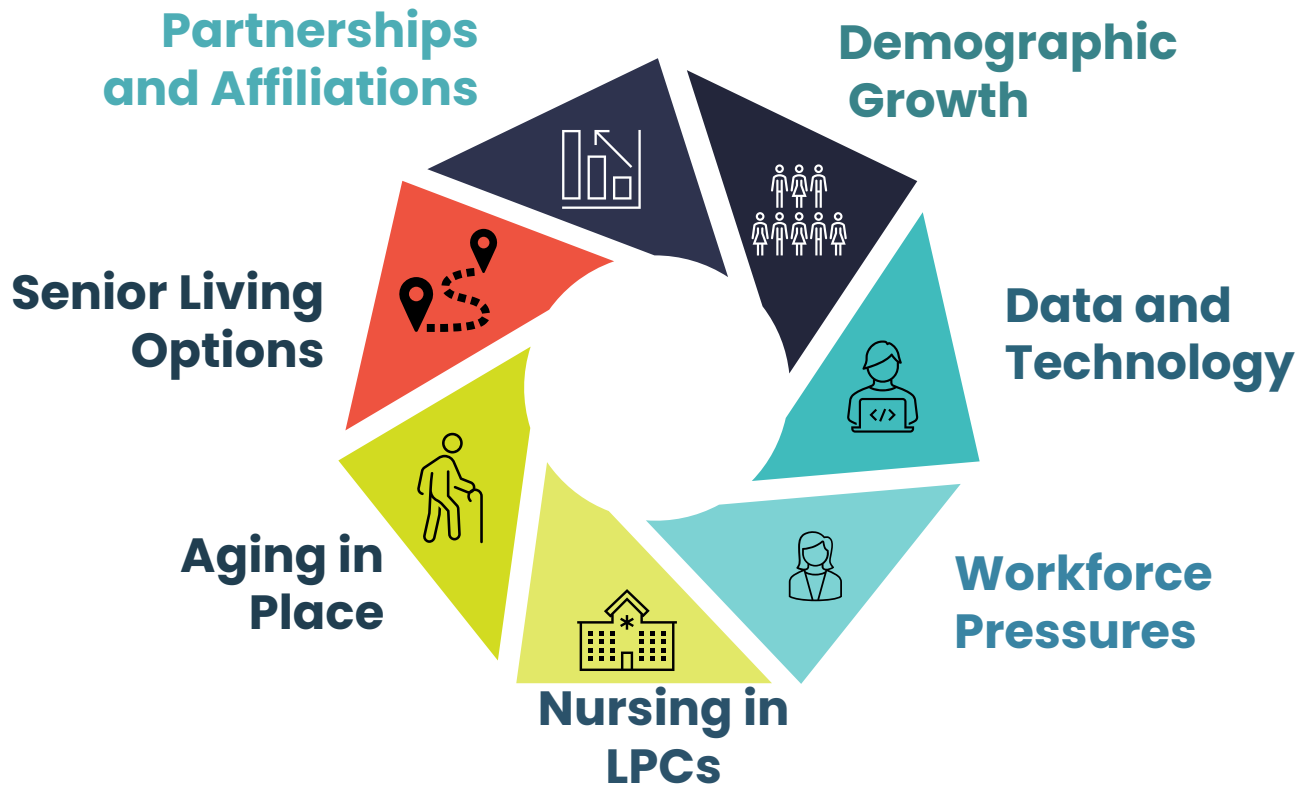 Partnerships
and Affiliations
Demographic
Growth
Data and
Technology
Workforce
Pressures
Nursing in
LPCs
Aging in
Place
Senior Living
Options